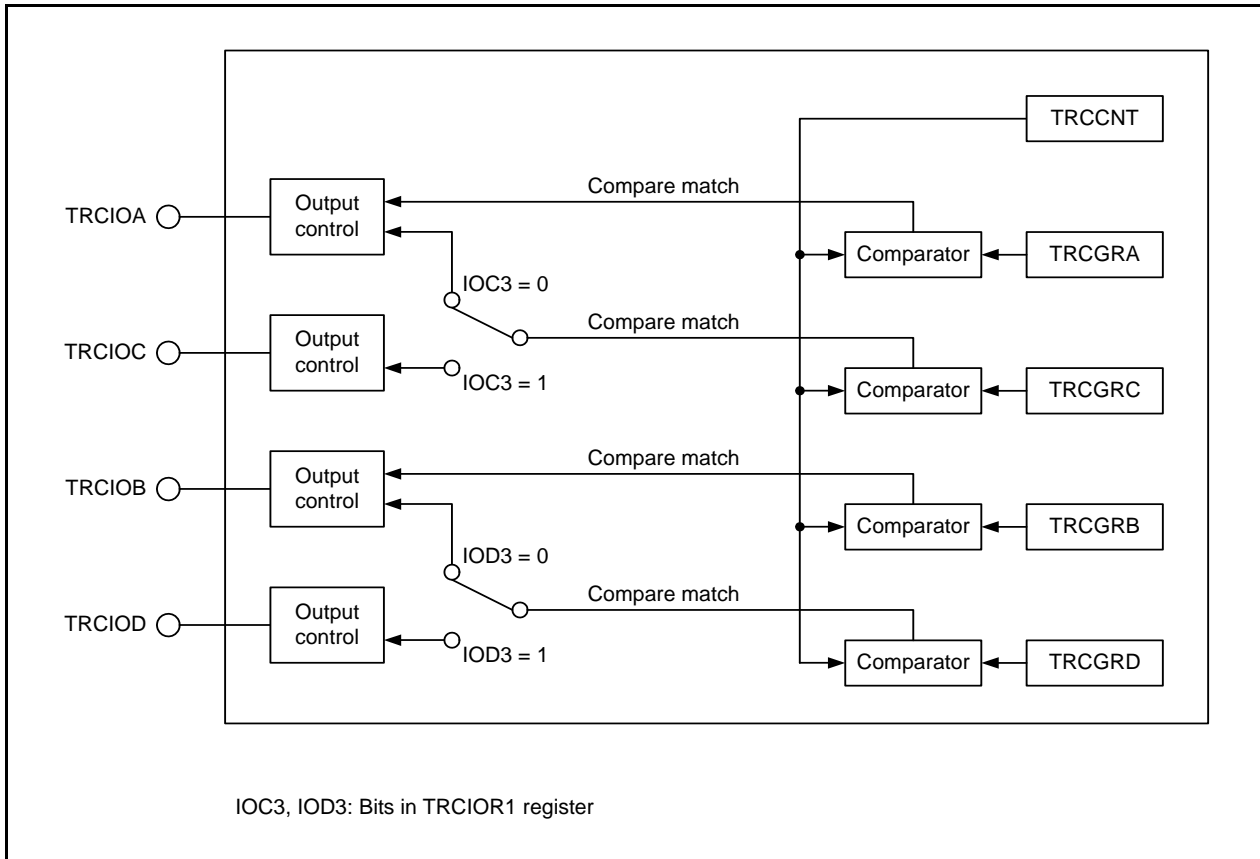 TRCCNT
Compare match
TRCIOA
Output
control
Comparator
TRCGRA
IOC3 = 0
Compare match
TRCIOC
Output
control
IOC3 = 1
Comparator
TRCGRC
Compare match
TRCIOB
Output
control
Comparator
TRCGRB
IOD3 = 0
Compare match
TRCIOD
Output
control
IOD3 = 1
Comparator
TRCGRD
IOC3, IOD3: Bits in TRCIOR1 register